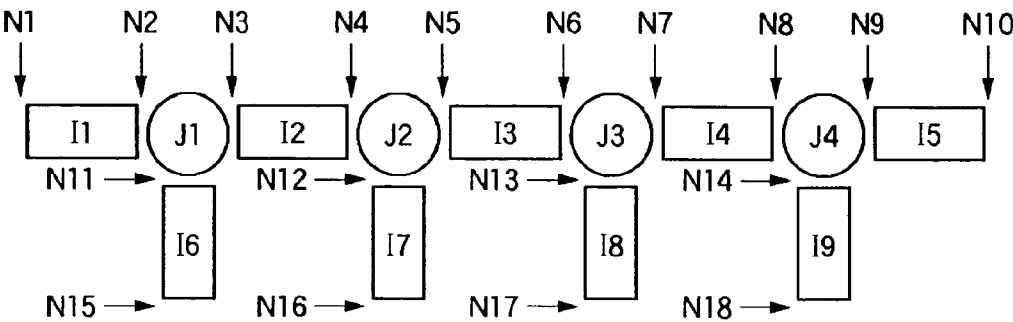 N1 N2 N3 N4 N5 N6 N7 N8 N9 N10
I1 J1 I2 J2 I3 J3 I4 J4 I5
N11 N12 N13 N14
I6 I7 I8 I9
N15 N16 N17 N18